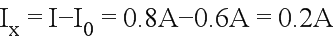 Iₓ = I−I₀ = 0.8A−0.6A = 0.2A